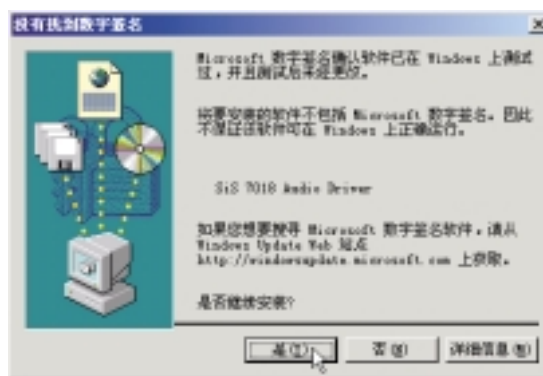 没有找到数字签名
Microsoft 数字签名确认软件已在 Windows 上测试
过，并且测试后未经更改。
将要安装的软件不包括 Microsoft 数字签名。因此
不保证该软件可在 Windows 上正确运行。
SiS 7018 Audio Driver
如果您想要搜寻 Microsoft 数字签名软件，请从
Windows Update Web 站点
http://windowsupdate.microsoft.com 上获取。
是否继续安装?
是(Y) 否(N) 详细信息(M)